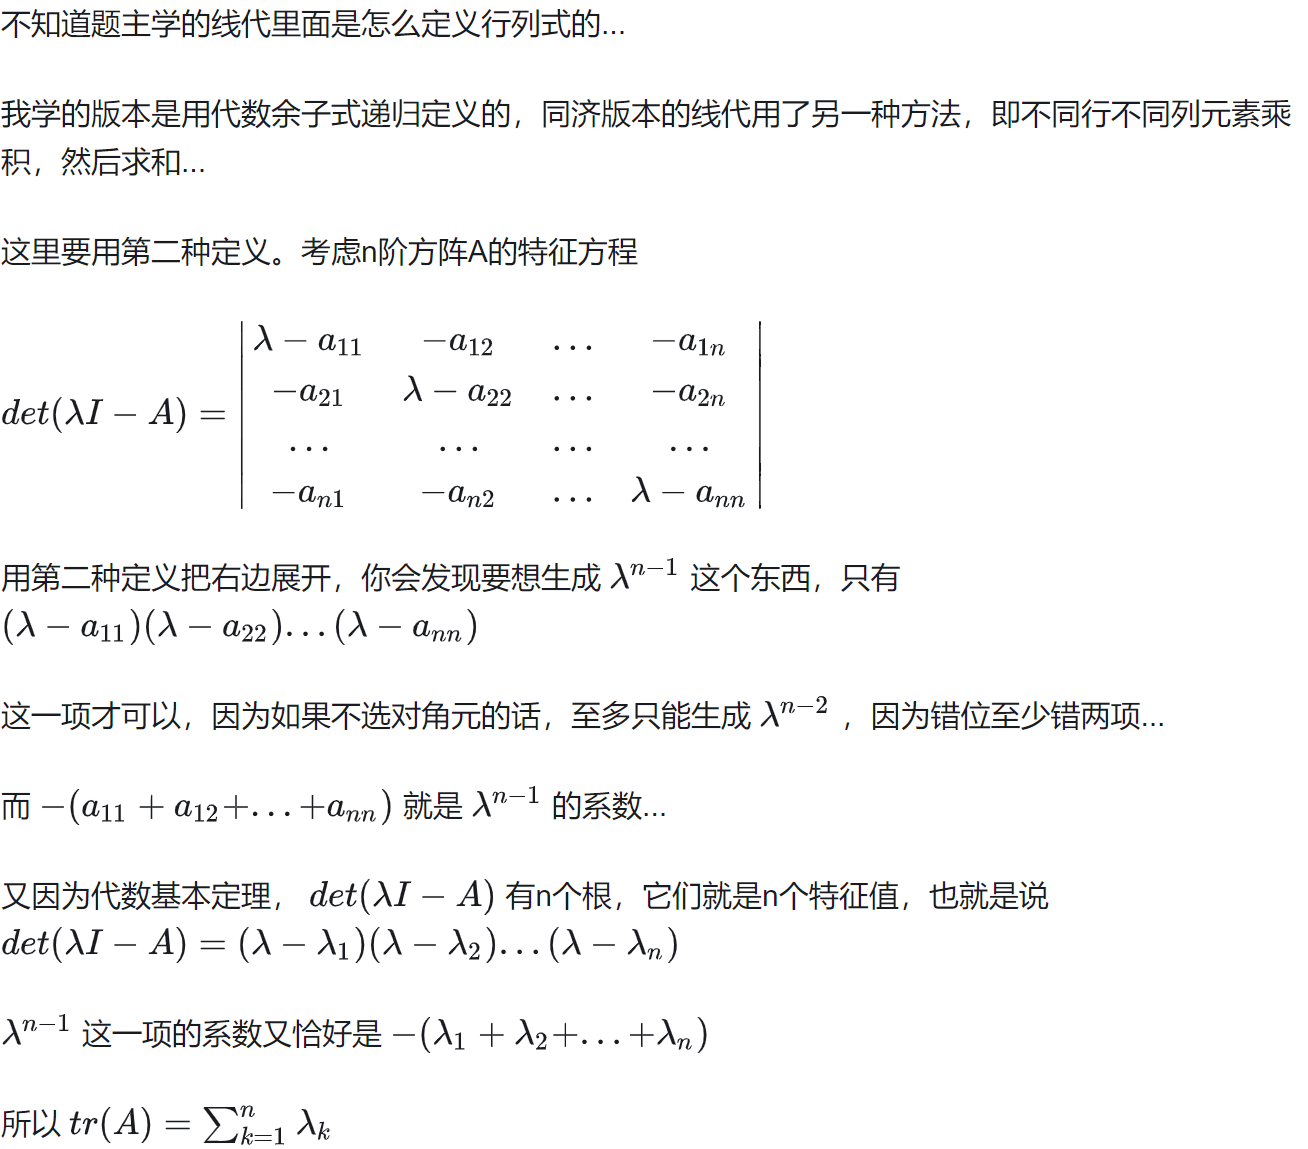 不知道题主学的线代里面是怎么定义行列式的...
我学的版本是用代数余子式递归定义的，同济版本的线代用了另一种方法，即不同行不同列元素乘
积，然后求和...
这里要用第二种定义。考虑n阶方阵A的特征方程
$det(\lambda I - A) = \begin{vmatrix} \lambda - a_{11} & -a_{12} & \dots & -a_{1n} \\ -a_{21} & \lambda - a_{22} & \dots & -a_{2n} \\ \dots & \dots & \dots & \dots \\ -a_{n1} & -a_{n2} & \dots & \lambda - a_{nn} \end{vmatrix}$
用第二种定义把右边展开，你会发现要想生成 $\lambda^{n-1}$ 这个东西，只有
$(\lambda - a_{11})(\lambda - a_{22})\dots(\lambda - a_{nn})$
这一项才可以，因为如果不选对角元的话，至多只能生成 $\lambda^{n-2}$ ，因为错位至少错两项...
而 $-(a_{11} + a_{12} + \dots + a_{nn})$ 就是 $\lambda^{n-1}$ 的系数...
又因为代数基本定理， $det(\lambda I - A)$ 有n个根，它们就是n个特征值，也就是说
$det(\lambda I - A) = (\lambda - \lambda_1)(\lambda - \lambda_2)\dots(\lambda - \lambda_n)$
$\lambda^{n-1}$ 这一项的系数又恰好是 $-(\lambda_1 + \lambda_2 + \dots + \lambda_n)$
所以 $tr(A) = \sum_{k=1}^{n} \lambda_k$